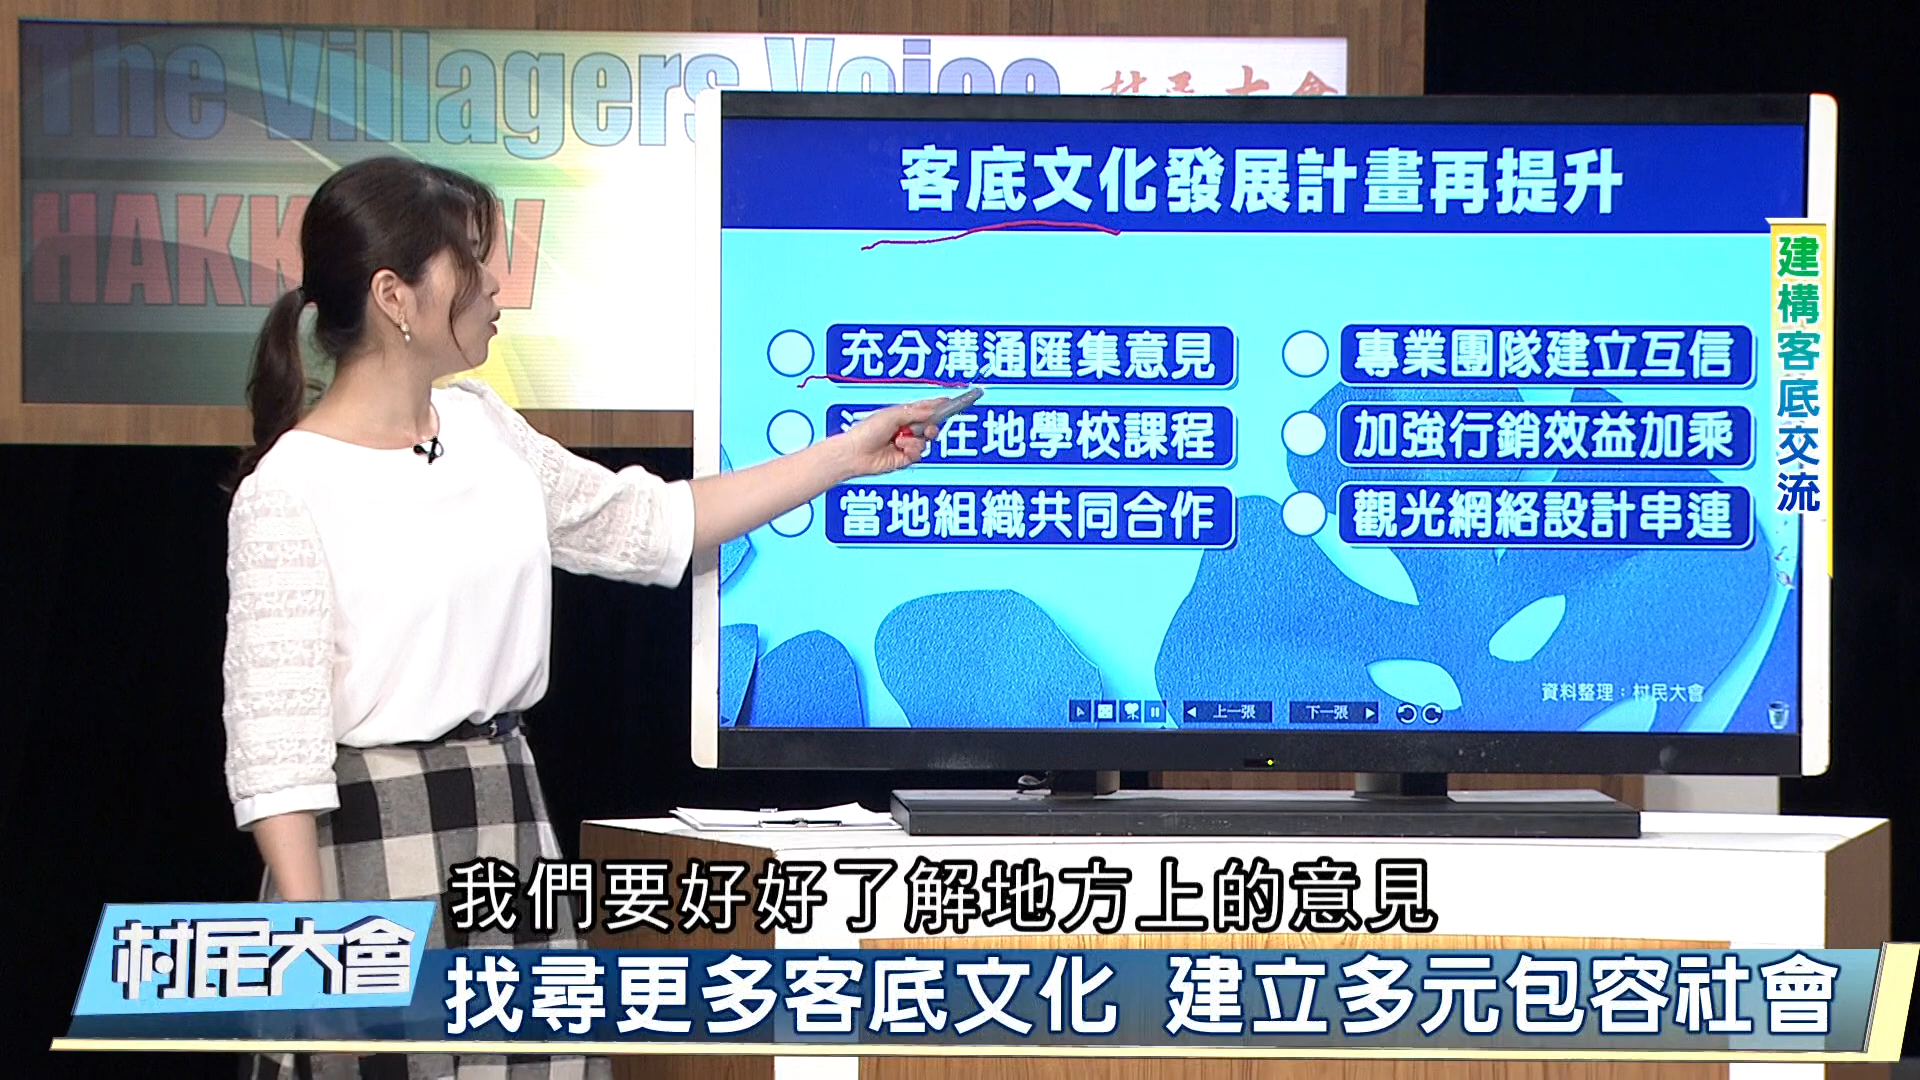 The Villagers Voice
村民大會
HAKK V
客底文化發展計畫再提升
充分溝通匯集意見
在地學校課程
當地組織共同合作
專業團隊建立互信
加強行銷效益加乘
觀光網絡設計串連
資料整理：村民大會
上一張
下一張
建構客底交流
我們要好好了解地方上的意見
村民大會
找尋更多客底文化 建立多元包容社會